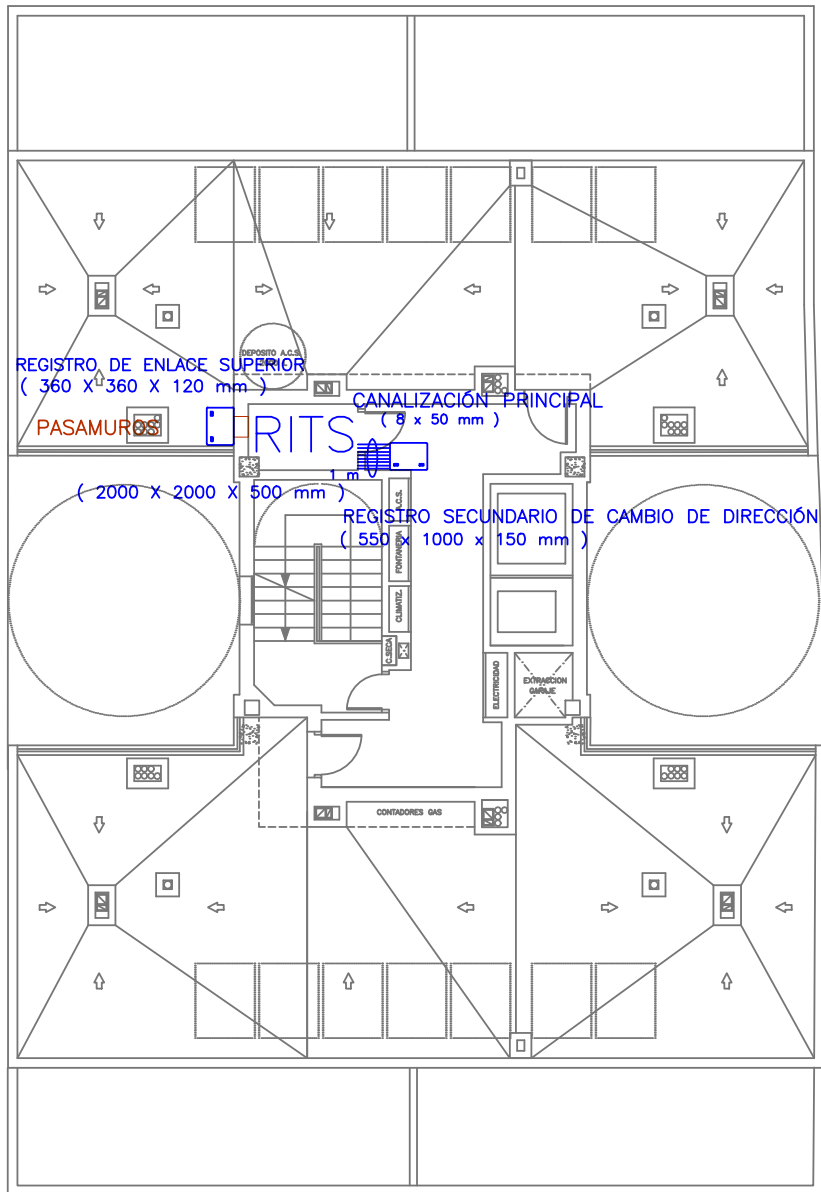 DEPOSITO A.C.S.
REGISTRO DE ENLACE SUPERIOR
( 360 X 360 X 120 mm )
CANALIZACIÓN PRINCIPAL
( 8 x 50 mm )
PASAMUROS
RITS
1 m
( 2000 X 2000 X 500 mm )
A.C.S.
REGISTRO SECUNDARIO DE CAMBIO DE DIRECCIÓN
( 550 x 1000 x 150 mm )
FONTANERIA
CLIMATIZ.
C.SECA
ELECTRICIDAD
EXTRACCION
GARAJE
CONTADORES GAS